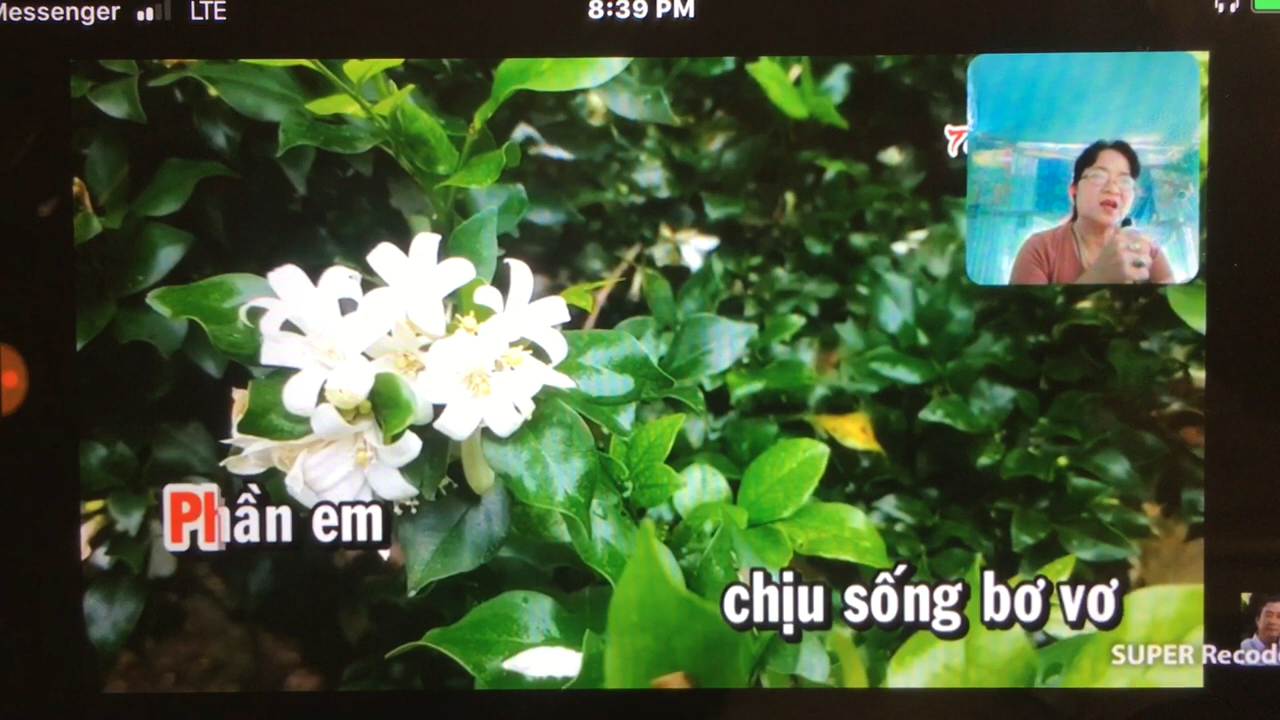 Messenger LTE 8:39 PM
Phần em
chịu sống bơ vơ
SUPER Recod